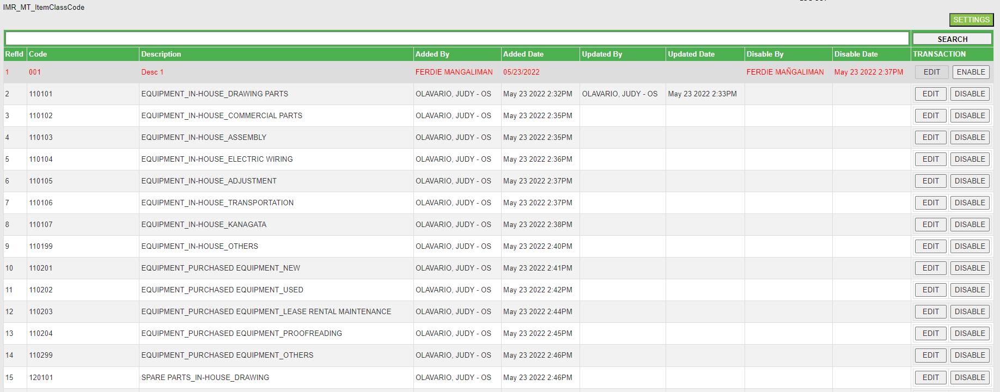 IMR_MT_ItemClassCode
SETTINGS
SEARCH
RefId Code Description Added By Added Date Updated By Updated Date Disable By Disable Date TRANSACTION
1 001 Desc 1 FERDIE MANGALIMAN 05/23/2022 FERDIE MAÑGALIMAN May 23 2022 2:37PM EDIT ENABLE
2 110101 EQUIPMENT_IN-HOUSE_DRAWING PARTS OLAVARIO, JUDY - OS May 23 2022 2:32PM OLAVARIO, JUDY - OS May 23 2022 2:33PM EDIT DISABLE
3 110102 EQUIPMENT_IN-HOUSE_COMMERCIAL PARTS OLAVARIO, JUDY - OS May 23 2022 2:35PM EDIT DISABLE
4 110103 EQUIPMENT_IN-HOUSE_ASSEMBLY OLAVARIO, JUDY - OS May 23 2022 2:35PM EDIT DISABLE
5 110104 EQUIPMENT_IN-HOUSE_ELECTRIC WIRING OLAVARIO, JUDY - OS May 23 2022 2:36PM EDIT DISABLE
6 110105 EQUIPMENT_IN-HOUSE_ADJUSTMENT OLAVARIO, JUDY - OS May 23 2022 2:37PM EDIT DISABLE
7 110106 EQUIPMENT_IN-HOUSE_TRANSPORTATION OLAVARIO, JUDY - OS May 23 2022 2:37PM EDIT DISABLE
8 110107 EQUIPMENT_IN-HOUSE_KANAGATA OLAVARIO, JUDY - OS May 23 2022 2:38PM EDIT DISABLE
9 110199 EQUIPMENT_IN-HOUSE_OTHERS OLAVARIO, JUDY - OS May 23 2022 2:40PM EDIT DISABLE
10 110201 EQUIPMENT_PURCHASED EQUIPMENT_NEW OLAVARIO, JUDY - OS May 23 2022 2:41PM EDIT DISABLE
11 110202 EQUIPMENT_PURCHASED EQUIPMENT_USED OLAVARIO, JUDY - OS May 23 2022 2:42PM EDIT DISABLE
12 110203 EQUIPMENT_PURCHASED EQUIPMENT_LEASE RENTAL MAINTENANCE OLAVARIO, JUDY - OS May 23 2022 2:44PM EDIT DISABLE
13 110204 EQUIPMENT_PURCHASED EQUIPMENT_PROOFREADING OLAVARIO, JUDY - OS May 23 2022 2:45PM EDIT DISABLE
14 110299 EQUIPMENT_PURCHASED EQUIPMENT_OTHERS OLAVARIO, JUDY - OS May 23 2022 2:46PM EDIT DISABLE
15 120101 SPARE PARTS_IN-HOUSE_DRAWING OLAVARIO, JUDY - OS May 23 2022 2:46PM EDIT DISABLE